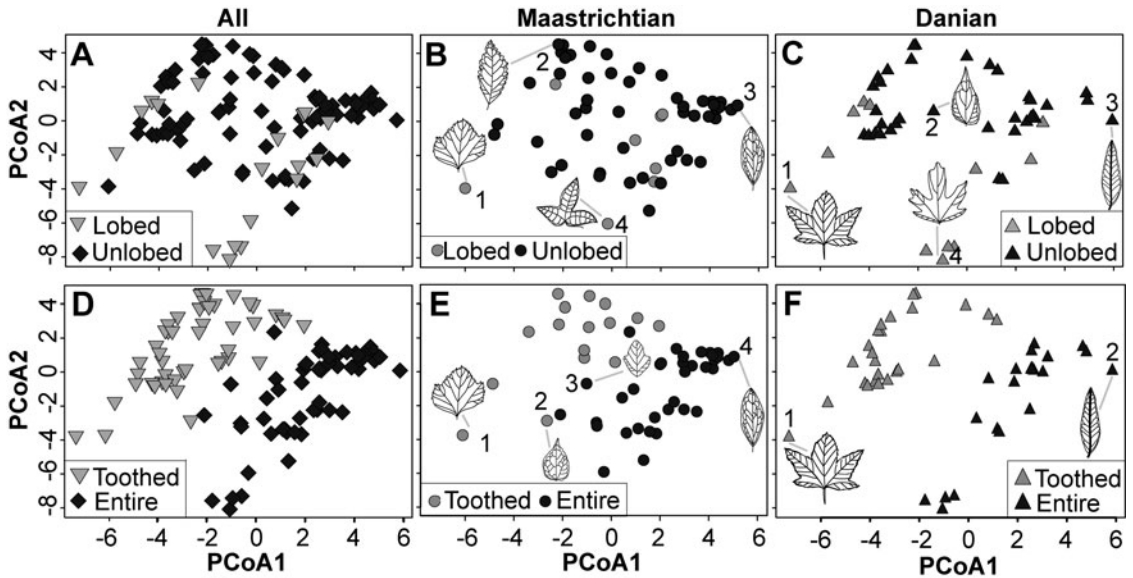 All Maastrichtian Danian
A B C
4
2
0
-2
-4
-6
-8
PCoA2
2 3 1 4
1 2 3 4
Lobed
Unlobed
Lobed Unlobed
Lobed
Unlobed
D E F
4
2
0
-2
-4
-6
-8
PCoA2
1 2 3 4
1 2
Toothed
Entire
Toothed Entire
Toothed
Entire
-6 -4 -2 0 2 4 6
-6 -4 -2 0 2 4 6
-6 -4 -2 0 2 4 6
PCoA1 PCoA1 PCoA1